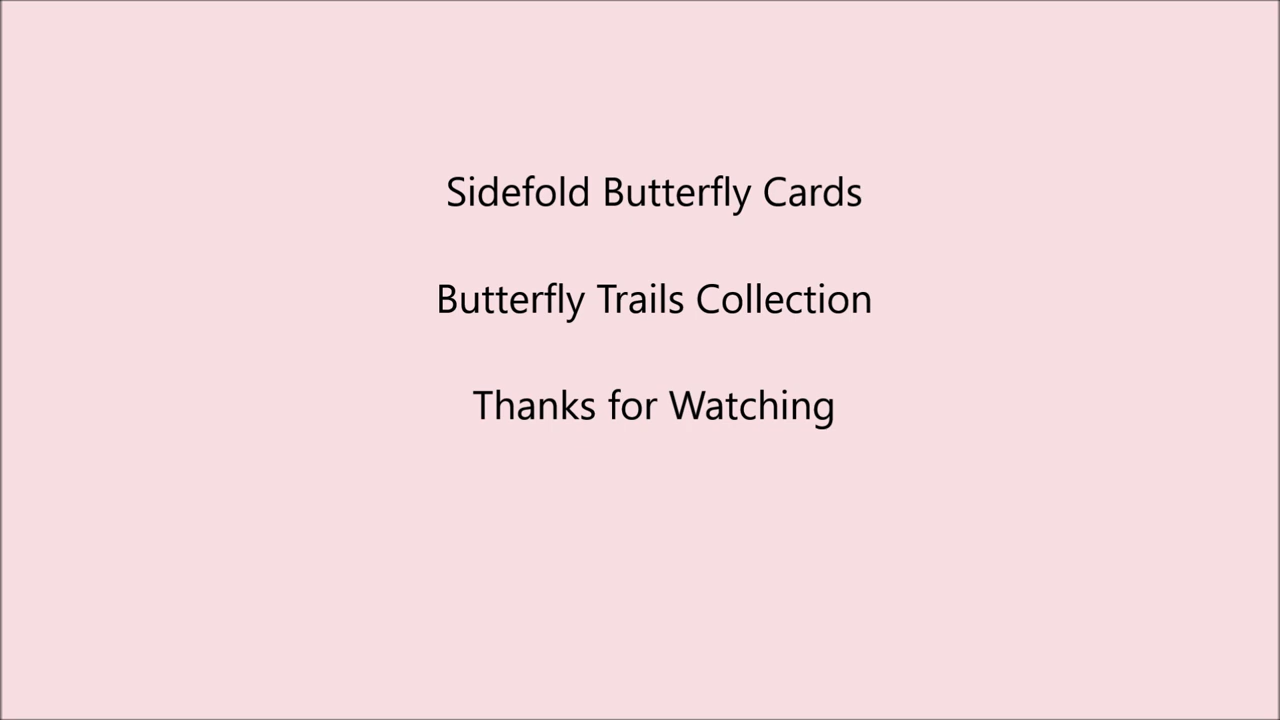 Sidefold Butterfly Cards
Butterfly Trails Collection
Thanks for Watching